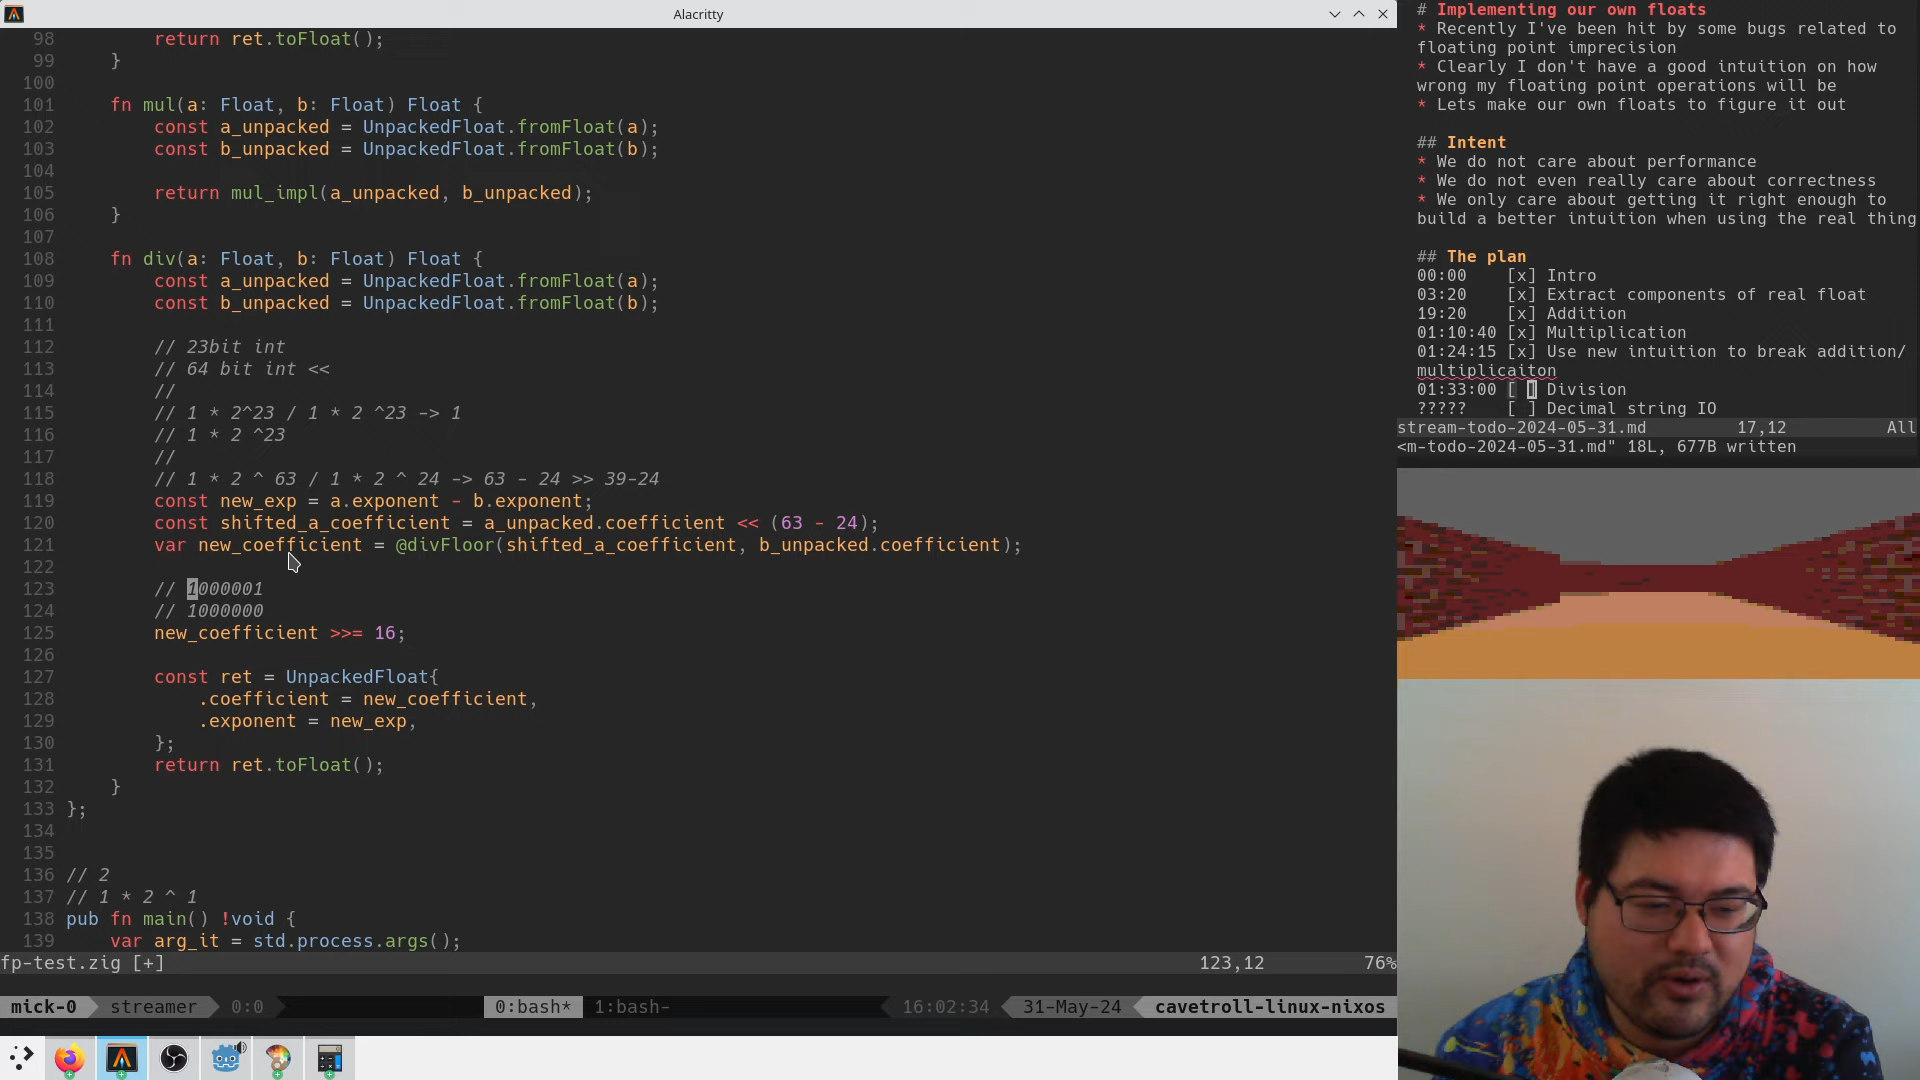 Alacritty
98 return ret.toFloat();
99 }
100
101 fn mul(a: Float, b: Float) Float {
102 const a_unpacked = UnpackedFloat.fromFloat(a);
103 const b_unpacked = UnpackedFloat.fromFloat(b);
104
105 return mul_impl(a_unpacked, b_unpacked);
106 }
107
108 fn div(a: Float, b: Float) Float {
109 const a_unpacked = UnpackedFloat.fromFloat(a);
110 const b_unpacked = UnpackedFloat.fromFloat(b);
111
112 // 23bit int
113 // 64 bit int <<
114 //
115 // 1 * 2^23 / 1 * 2 ^23 -> 1
116 // 1 * 2 ^23
117 //
118 // 1 * 2 ^ 63 / 1 * 2 ^ 24 -> 63 - 24 >> 39-24
119 const new_exp = a.exponent - b.exponent;
120 const shifted_a_coefficient = a_unpacked.coefficient << (63 - 24);
121 var new_coefficient = @divFloor(shifted_a_coefficient, b_unpacked.coefficient);
122
123 // 1000001
124 // 1000000
125 new_coefficient >>= 16;
126
127 const ret = UnpackedFloat{
128 .coefficient = new_coefficient,
129 .exponent = new_exp,
130 };
131 return ret.toFloat();
132 }
133 };
134
135
136 // 2
137 // 1 * 2 ^ 1
138 pub fn main() !void {
139 var arg_it = std.process.args();
fp-test.zig [+] 123,12 76%
mick-0 streamer 0:0 0:bash* 1:bash- 16:02:34 31-May-24 cavetroll-linux-nixos
# Implementing our own floats
* Recently I've been hit by some bugs related to
floating point imprecision
* Clearly I don't have a good intuition on how
wrong my floating point operations will be
* Lets make our own floats to figure it out
## Intent
* We do not care about performance
* We do not even really care about correctness
* We only care about getting it right enough to
build a better intuition when using the real thing
## The plan
00:00 [x] Intro
03:20 [x] Extract components of real float
19:20 [x] Addition
01:10:40 [x] Multiplication
01:24:15 [x] Use new intuition to break addition/
multiplicaiton
01:33:00 [ ] Division
????? [ ] Decimal string IO
stream-todo-2024-05-31.md 17,12 All
<m-todo-2024-05-31.md" 18L, 677B written